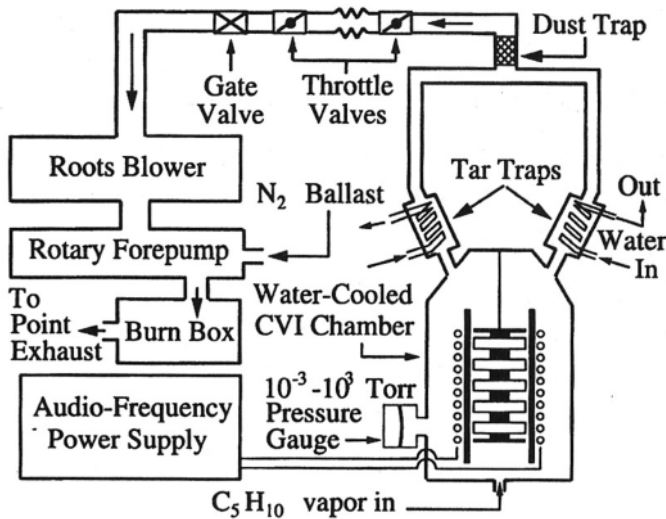 Dust Trap
Gate
Valve
Throttle
Valves
Roots Blower
Tar Traps
Out
N₂ Ballast
Water
In
Rotary Forepump
To
Point
Exhaust
Burn Box
Water-Cooled
CVI Chamber
10⁻³ -10³ Torr
Pressure
Gauge
Audio-Frequency
Power Supply
C₅H₁₀ vapor in